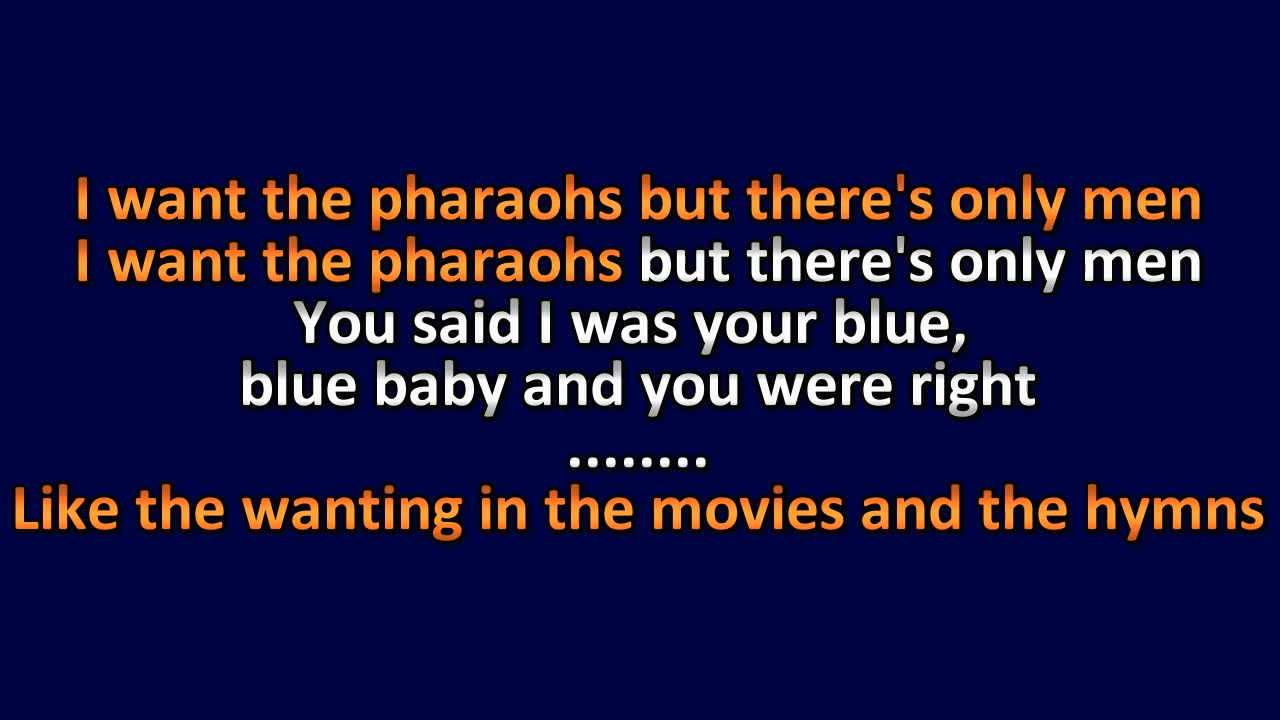 I want the pharaohs but there's only men
I want the pharaohs but there's only men
You said I was your blue,
blue baby and you were right
........
Like the wanting in the movies and the hymns